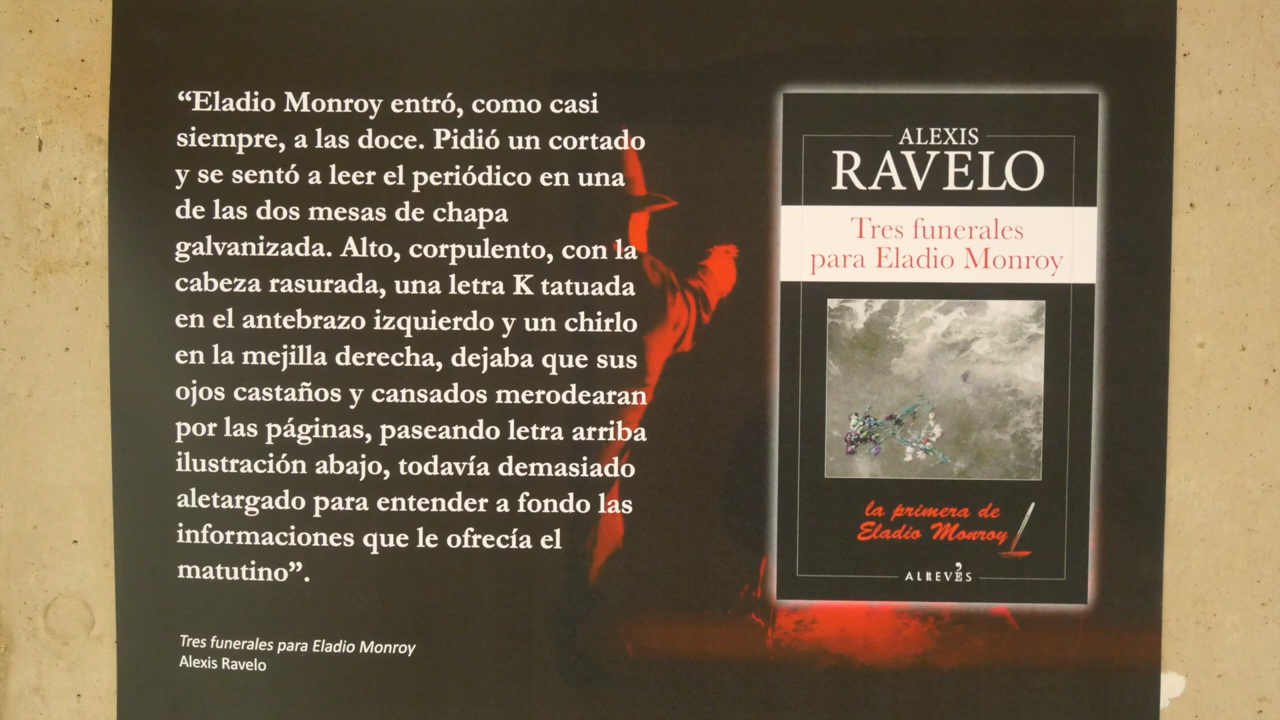 “Eladio Monroy entró, como casi
siempre, a las doce. Pidió un cortado
y se sentó a leer el periódico en una
de las dos mesas de chapa
galvanizada. Alto, corpulento, con la
cabeza rasurada, una letra K tatuada
en el antebrazo izquierdo y un chirlo
en la mejilla derecha, dejaba que sus
ojos castaños y cansados merodearan
por las páginas, paseando letra arriba
ilustración abajo, todavía demasiado
aletargado para entender a fondo las
informaciones que le ofrecía el
matutino”.
Tres funerales para Eladio Monroy
Alexis Ravelo
ALEXIS
RAVELO
Tres funerales
para Eladio Monroy
la primera de
Eladio Monroy
ALREVÉS